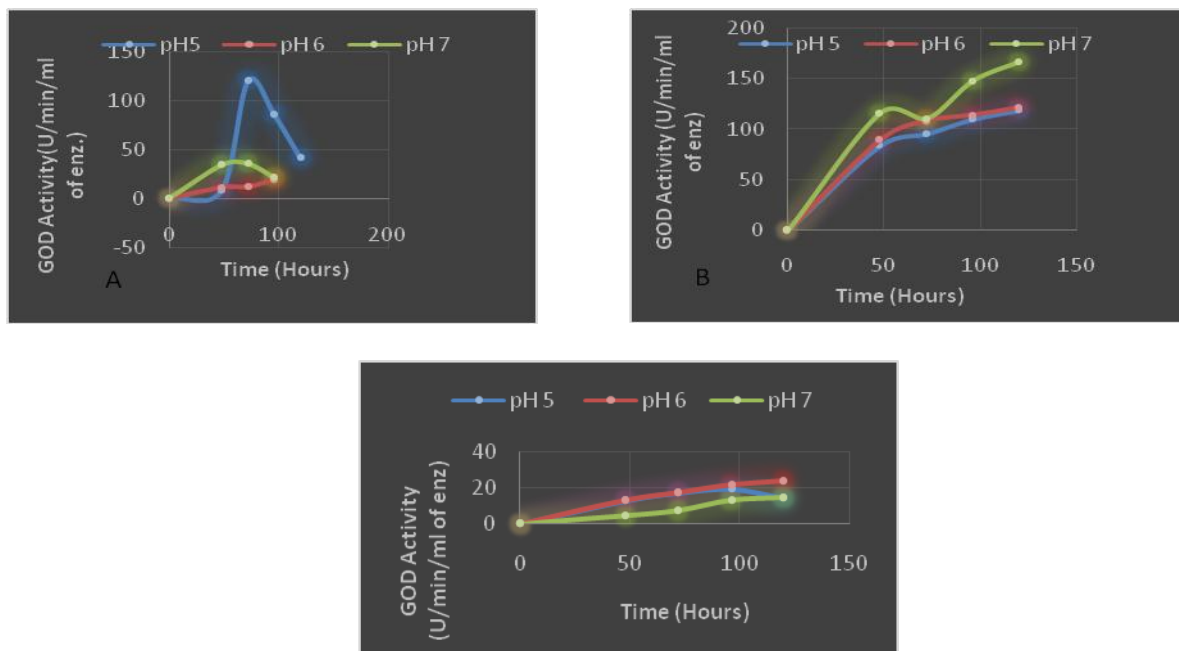 pH 5 pH 6 pH 7
150
100
50
0
-50
0 100 200
GOD Activity(U/min/ml
of enz.)
Time (Hours)
A
pH 5 pH 6 pH 7
200
150
100
50
0
0 50 100 150
GOD Activity (U/min/ml
of enz)
Time (Hours)
B
pH 5 pH 6 pH 7
40
20
0
0 50 100 150
GOD Activity
(U/min/ml of enz)
Time (Hours)